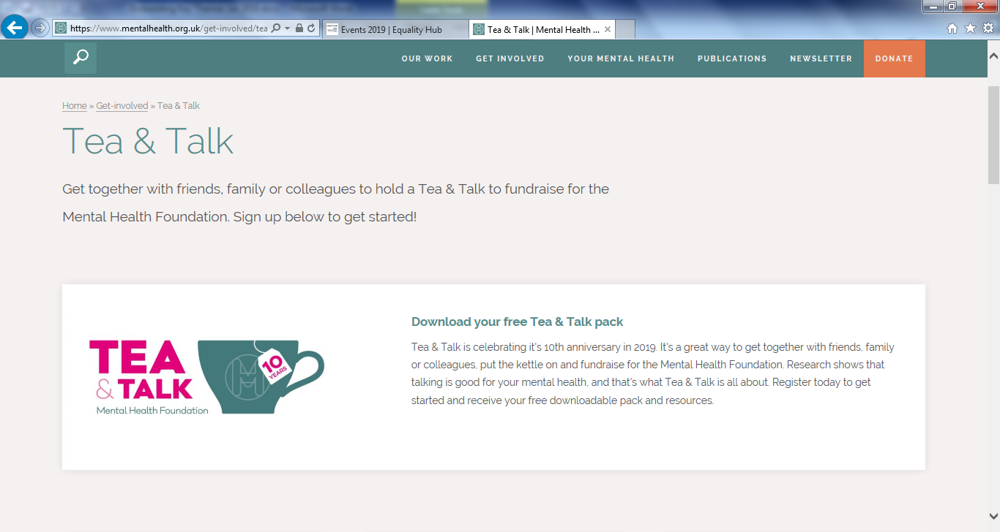 https://www.mentalhealth.org.uk/get-involved/tea
Events 2019 | Equality Hub
Tea & Talk | Mental Health ...
OUR WORK GET INVOLVED YOUR MENTAL HEALTH PUBLICATIONS NEWSLETTER DONATE
Home » Get-involved » Tea & Talk
Tea & Talk
Get together with friends, family or colleagues to hold a Tea & Talk to fundraise for the
Mental Health Foundation. Sign up below to get started!
TEA
& TALK
Mental Health Foundation
10
YEARS
Download your free Tea & Talk pack
Tea & Talk is celebrating it's 10th anniversary in 2019. It's a great way to get together with friends, family
or colleagues, put the kettle on and fundraise for the Mental Health Foundation. Research shows that
talking is good for your mental health, and that's what Tea & Talk is all about. Register today to get
started and receive your free downloadable pack and resources.